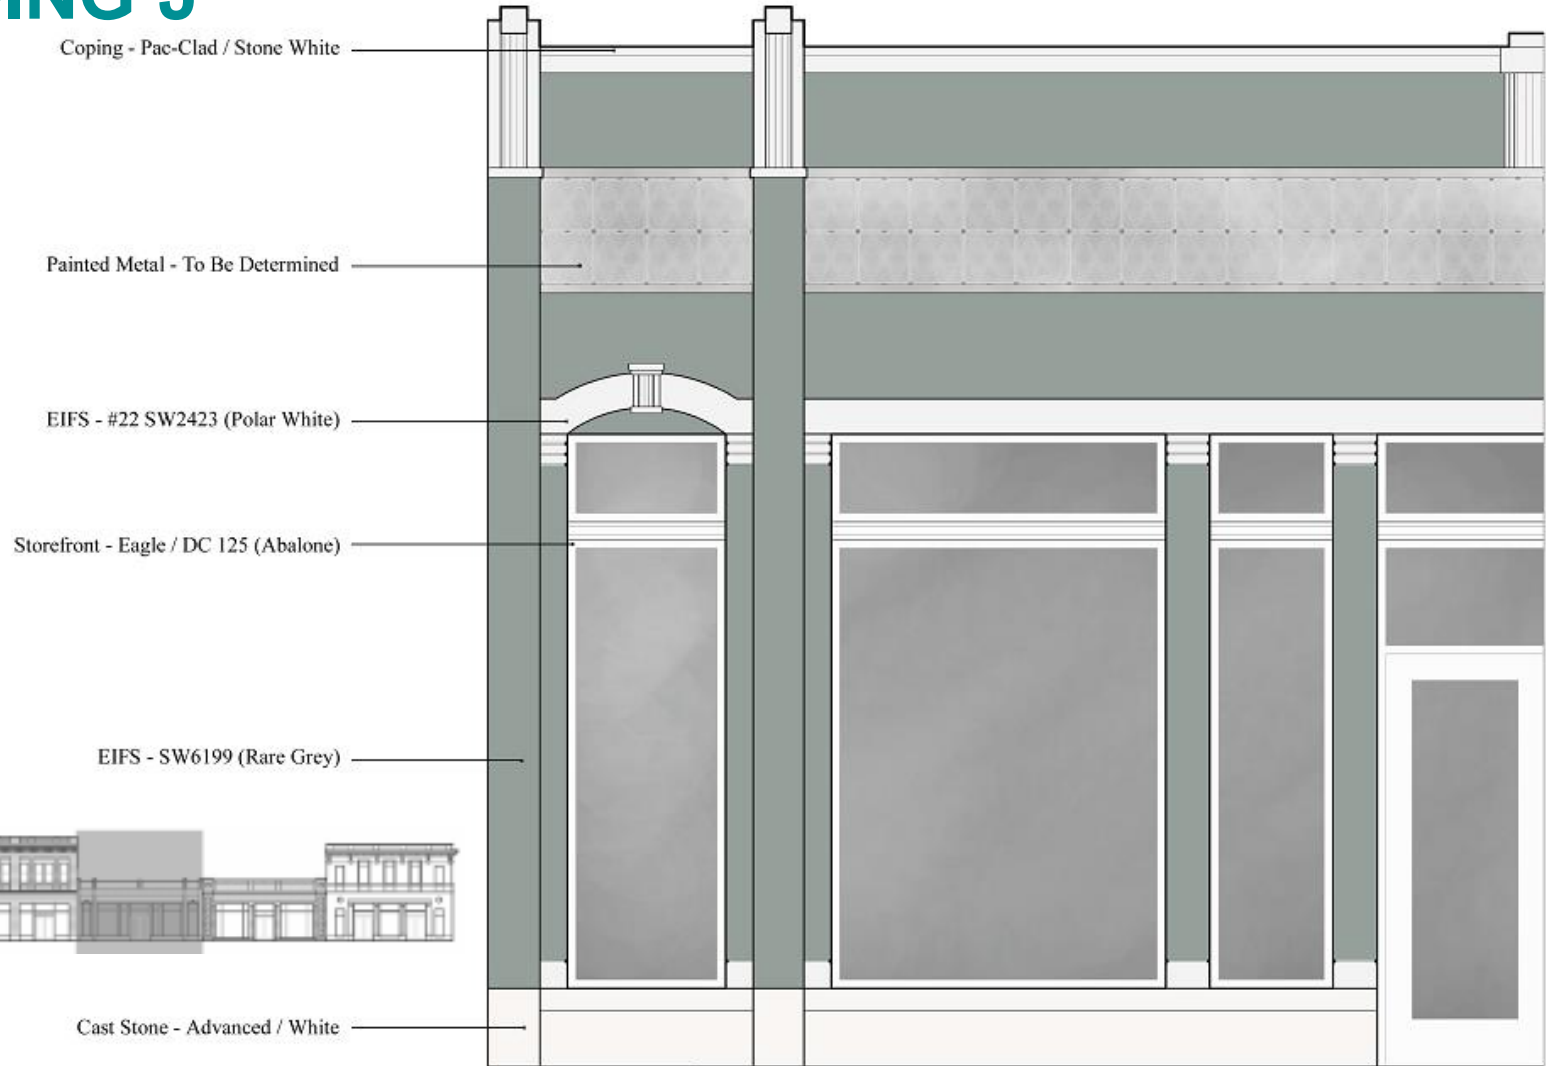 Coping - Pac-Clad / Stone White
Painted Metal - To Be Determined
EIFS - #22 SW2423 (Polar White)
Storefront - Eagle / DC 125 (Abalone)
EIFS - SW6199 (Rare Grey)
Cast Stone - Advanced / White